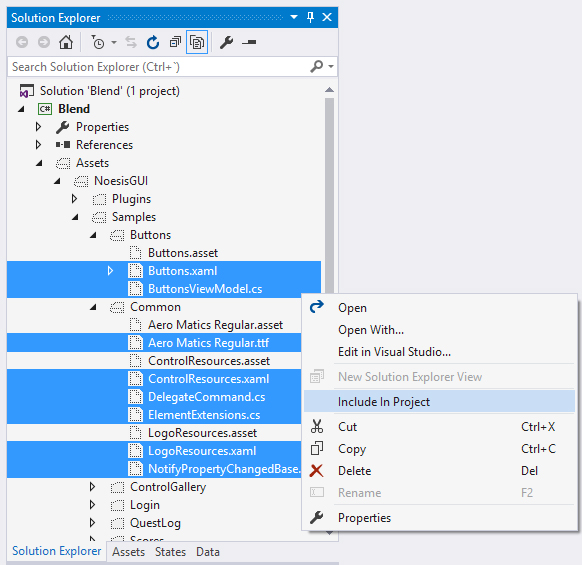 Solution Explorer
Search Solution Explorer (Ctrl+`)
Solution 'Blend' (1 project)
C# Blend
Properties
References
Assets
NoesisGUI
Plugins
Samples
Buttons
Buttons.asset
Buttons.xaml
ButtonsViewModel.cs
Common
Aero Matics Regular.asset
Aero Matics Regular.ttf
ControlResources.asset
ControlResources.xaml
DelegateCommand.cs
ElementExtensions.cs
LogoResources.asset
LogoResources.xaml
NotifyPropertyChangedBase.
ControlGallery
Login
QuestLog
Scores
Solution Explorer Assets States Data
Open
Open With...
Edit in Visual Studio...
New Solution Explorer View
Include In Project
Cut Ctrl+X
Copy Ctrl+C
Delete Del
Rename F2
Properties